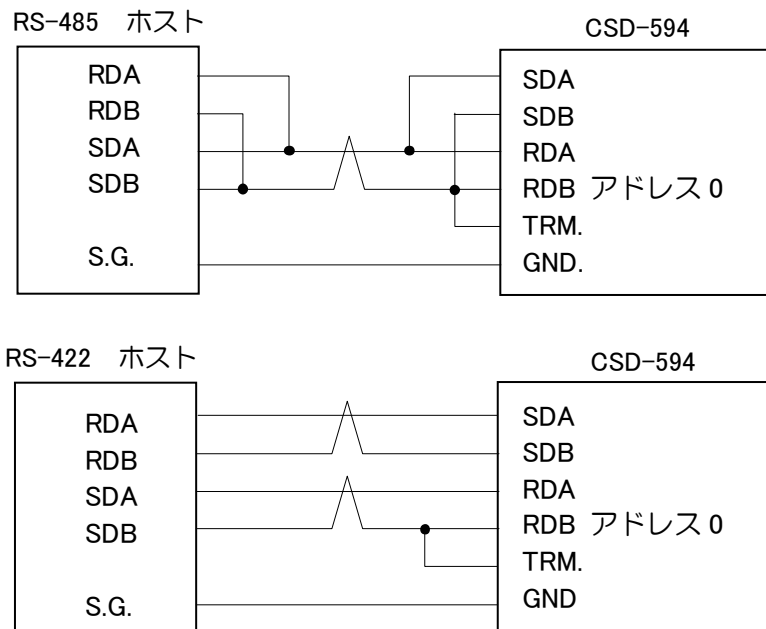 RS-485 ホスト
CSD-594
RDA
RDB
SDA
SDB
S.G.
SDA
SDB
RDA
RDB アドレス 0
TRM.
GND.
RS-422 ホスト
CSD-594
RDA
RDB
SDA
SDB
S.G.
SDA
SDB
RDA
RDB アドレス 0
TRM.
GND